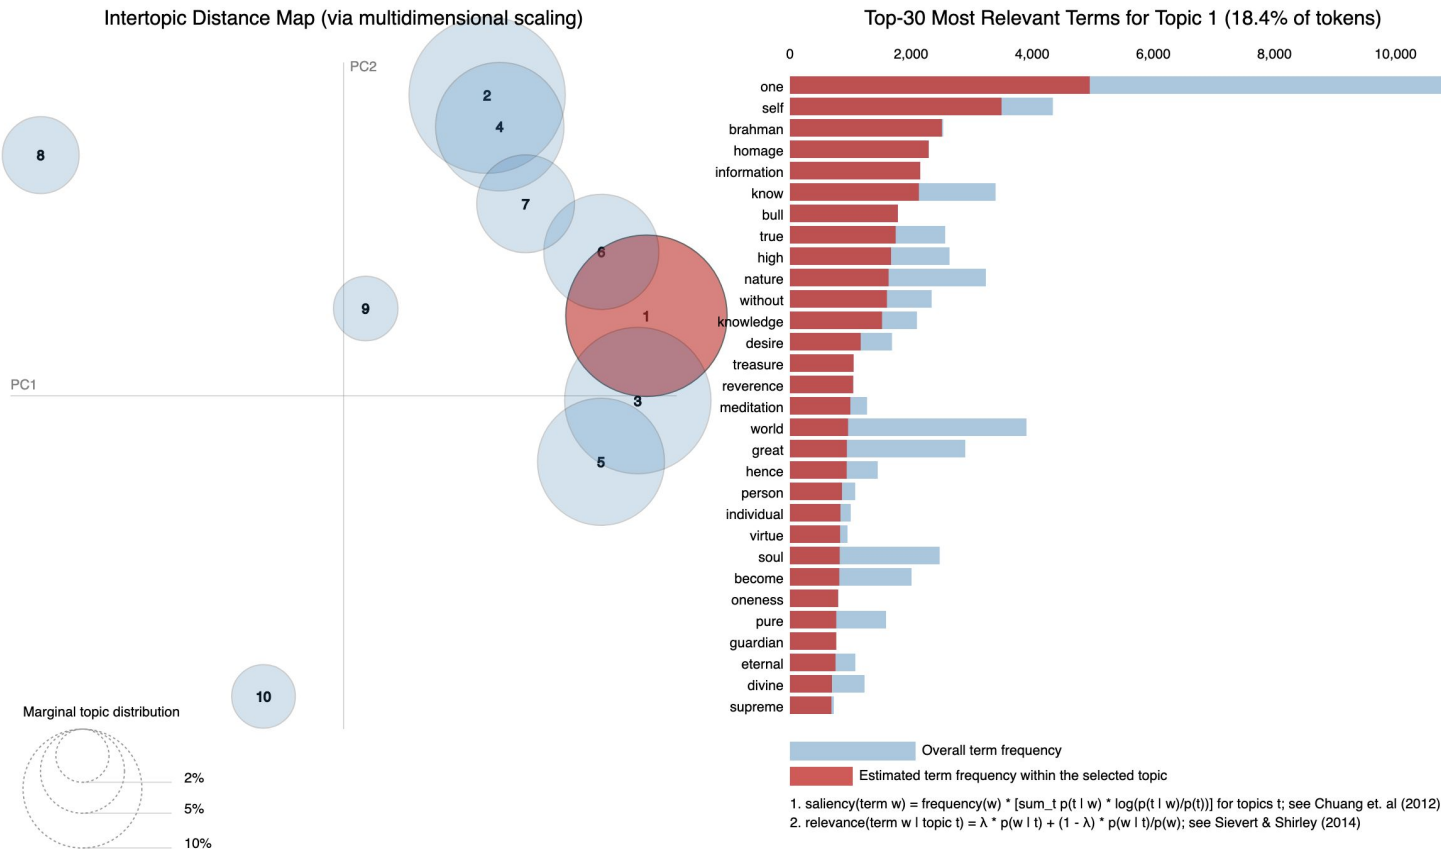 Intertopic Distance Map (via multidimensional scaling)
PC2
PC1
2
4
8
7
6
9
1
3
5
10
Marginal topic distribution
2%
5%
10%
Top-30 Most Relevant Terms for Topic 1 (18.4% of tokens)
0 2,000 4,000 6,000 8,000 10,000
one
self
brahman
homage
information
know
bull
true
high
nature
without
knowledge
desire
treasure
reverence
meditation
world
great
hence
person
individual
virtue
soul
become
oneness
pure
guardian
eternal
divine
supreme
Overall term frequency
Estimated term frequency within the selected topic
1. saliency(term w) = frequency(w) * [sum_t p(t | w) * log(p(t | w)/p(t))] for topics t; see Chuang et. al (2012)
2. relevance(term w | topic t) = λ * p(w | t) + (1 - λ) * p(w | t)/p(w); see Sievert & Shirley (2014)